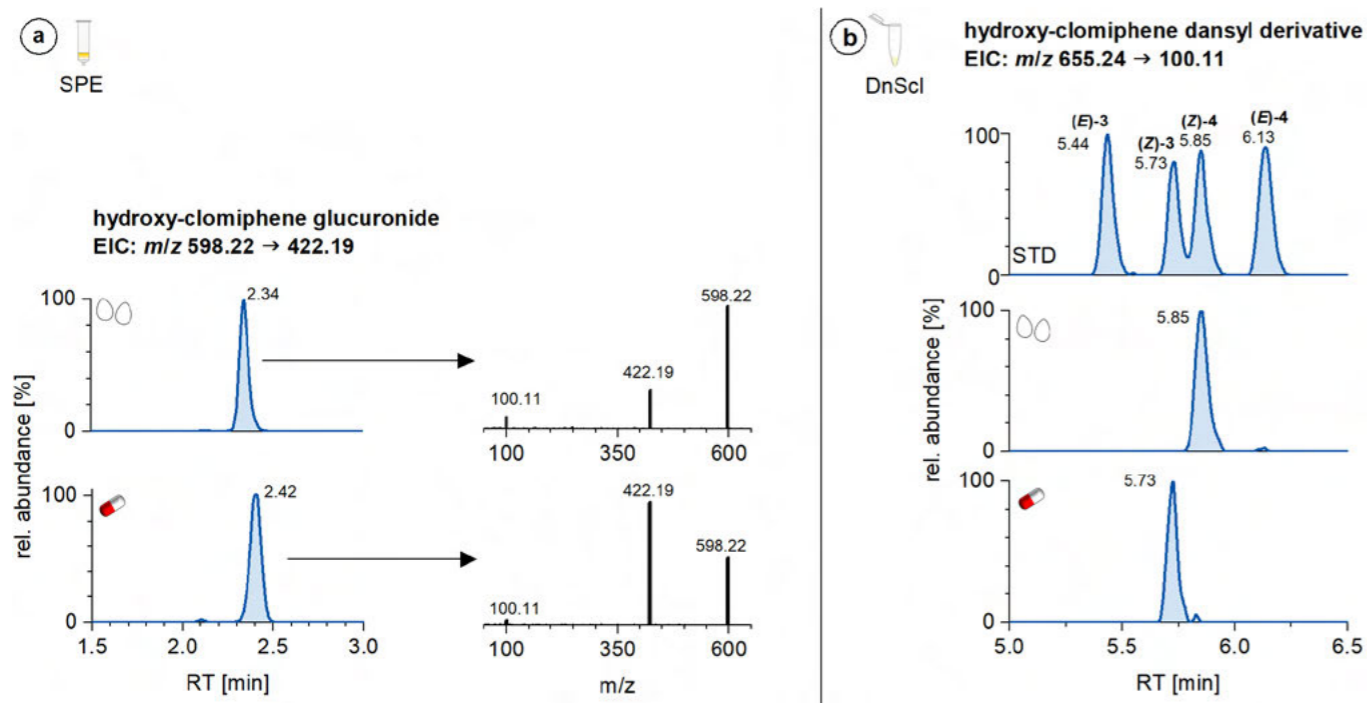 a
SPE
hydroxy-clomiphene glucuronide
EIC: m/z 598.22 → 422.19
rel. abundance [%]
100
0
2.34
598.22
422.19
100.11
100 350 600
100
0
2.42
422.19
598.22
100.11
1.5 2.0 2.5 3.0
RT [min]
100 350 600
m/z
b
DnScl
hydroxy-clomiphene dansyl derivative
EIC: m/z 655.24 → 100.11
rel. abundance [%]
100
0
STD
(E)-3
5.44
(Z)-3
5.73
(Z)-4
5.85
(E)-4
6.13
100
0
5.85
100
0
5.73
5.0 5.5 6.0 6.5
RT [min]